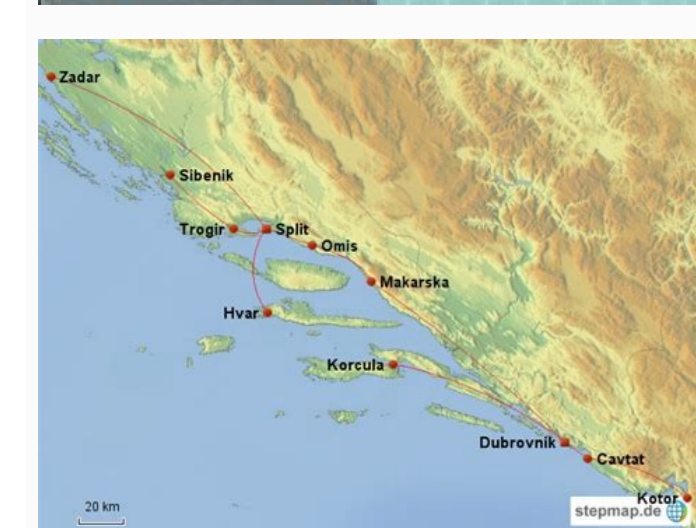 Zadar
Sibenik
Trogir
Split
Omis
Makarska
Hvar
Korcula
Dubrovnik
Cavtat
Kotor
20 km
stepmap.de